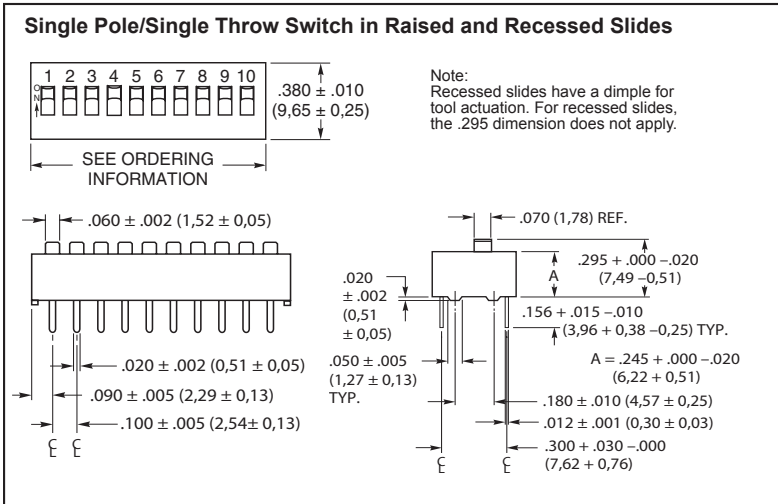 Single Pole/Single Throw Switch in Raised and Recessed Slides
1 2 3 4 5 6 7 8 9 10
O
N
.380 ± .010
(9,65 ± 0,25)
SEE ORDERING
INFORMATION
Note:
Recessed slides have a dimple for
tool actuation. For recessed slides,
the .295 dimension does not apply.
.060 ± .002 (1,52 ± 0,05)
.020 ± .002 (0,51 ± 0,05)
.090 ± .005 (2,29 ± 0,13)
.100 ± .005 (2,54± 0,13)
℄ ℄
.070 (1,78) REF.
A
.295 + .000 –.020
(7,49 –0,51)
.020
± .002
(0,51
± 0,05)
.156 + .015 –.010
(3,96 + 0,38 –0,25) TYP.
.050 ± .005
(1,27 ± 0,13)
TYP.
A = .245 + .000 –.020
(6,22 + 0,51)
.180 ± .010 (4,57 ± 0,25)
.012 ± .001 (0,30 ± 0,03)
.300 + .030 –.000
(7,62 + 0,76)
℄ ℄